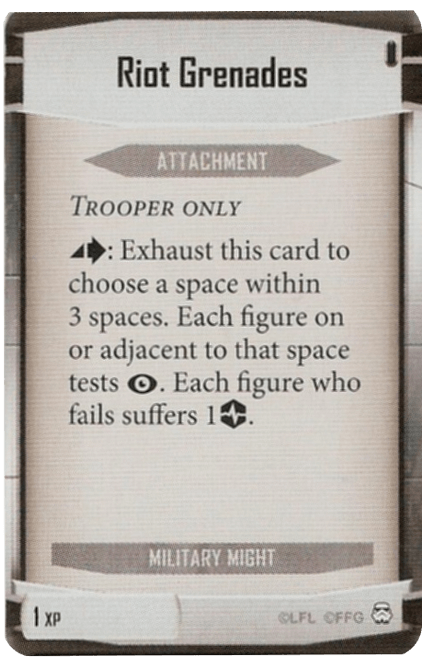 Riot Grenades
ATTACHMENT
TROOPER ONLY
: Exhaust this card to
choose a space within
3 spaces. Each figure on
or adjacent to that space
tests . Each figure who
fails suffers 1 .
MILITARY MIGHT
1 XP
©LFL ©FFG